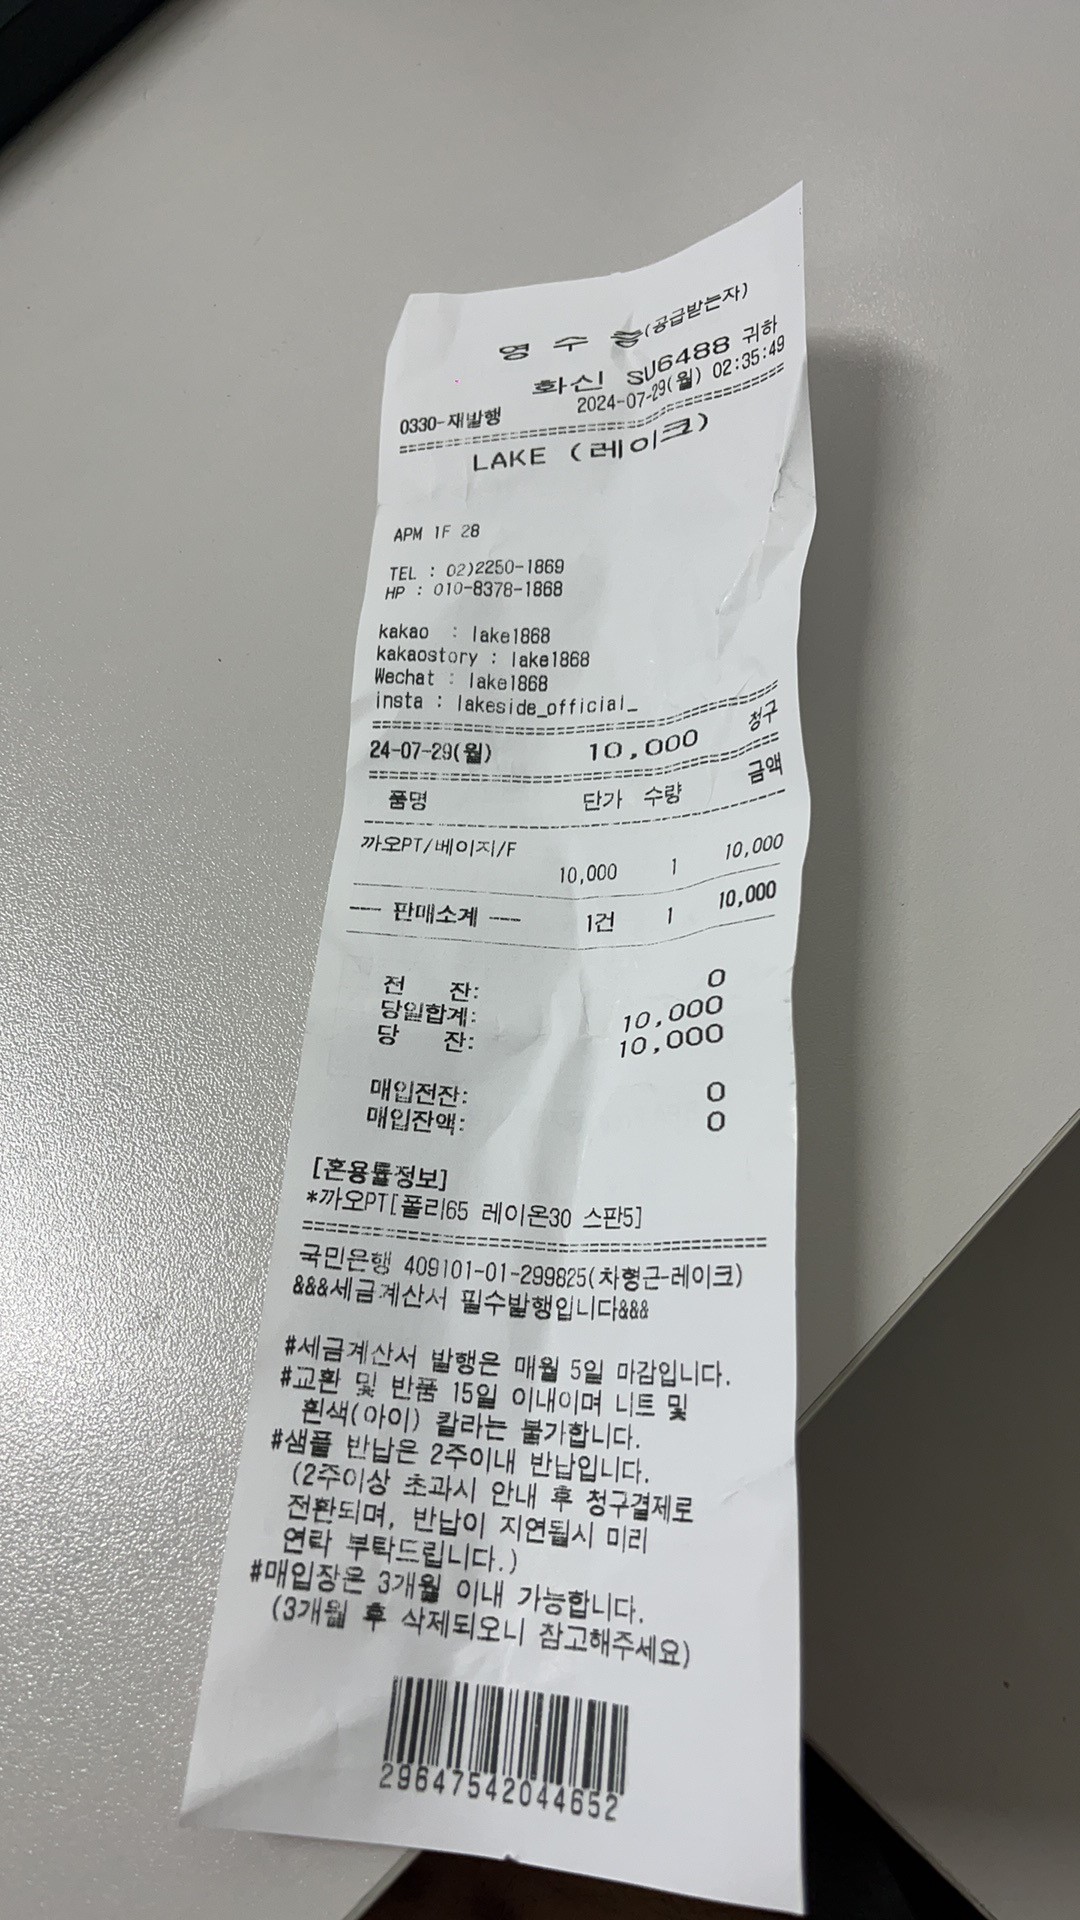 영 수 증(공급받는자)
화신 SU6488 귀하
0330-재발행 2024-07-29(월) 02:35:49
LAKE (레이크)
APM 1F 28
TEL : 02)2250-1869
HP : 010-8378-1868
kakao : lake1868
kakaostory : lake1868
Wechat : lake1868
insta : lakeside_official_
24-07-29(월) 10,000 청구
품명 단가 수량 금액
까오PT/베이지/F
10,000 1 10,000
--- 판매소계 --- 1건 1 10,000
전 잔: 0
당일합계: 10,000
당 잔: 10,000
매입전잔: 0
매입잔액: 0
[혼용률정보]
*까오PT[폴리65 레이온30 스판5]
국민은행 409101-01-299825(차형근-레이크)
&&&세금계산서 필수발행입니다&&&
#세금계산서 발행은 매월 5일 마감입니다.
#교환 및 반품 15일 이내이며 니트 및
흰색(아이) 칼라는 불가합니다.
#샘플 반납은 2주이내 반납입니다.
(2주이상 초과시 안내 후 청구결제로
전환되며, 반납이 지연될시 미리
연락 부탁드립니다.)
#매입장은 3개월 이내 가능합니다.
(3개월 후 삭제되오니 참고해주세요)
29647542044652